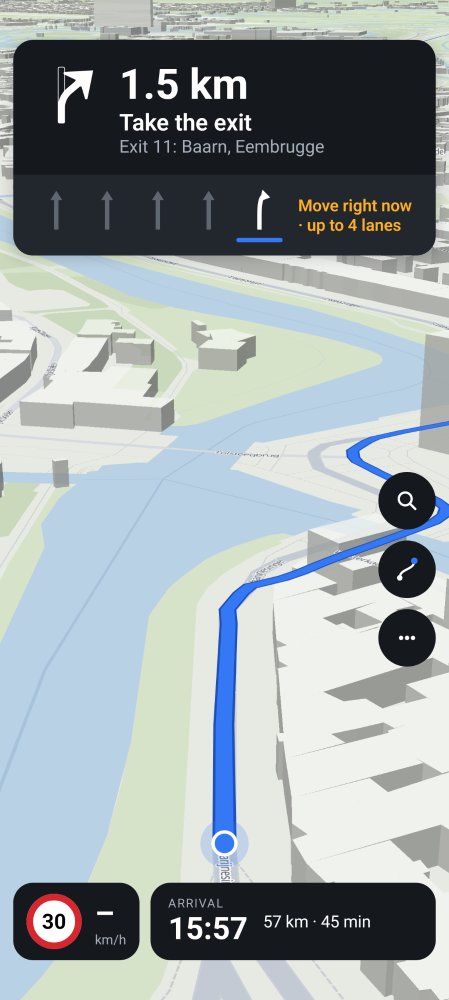 1.5 km
Take the exit
Exit 11: Baarn, Eembrugge
Move right now
· up to 4 lanes
30
– km/h
ARRIVAL
15:57
57 km · 45 min